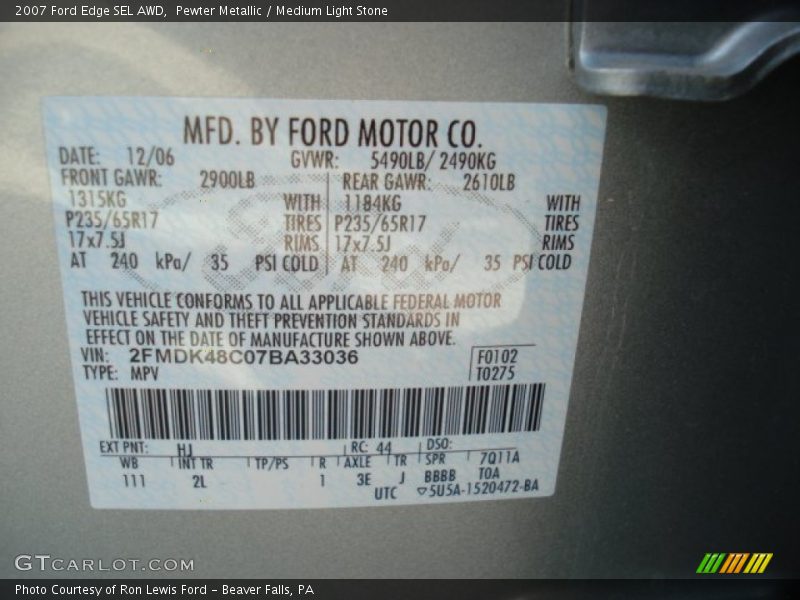 2007 Ford Edge SEL AWD, Pewter Metallic / Medium Light Stone
MFD. BY FORD MOTOR CO.
DATE: 12/06 GVWR: 5490LB/ 2490KG
FRONT GAWR: 2900LB REAR GAWR: 2610LB
1315KG WITH 1184KG WITH
P235/65R17 TIRES P235/65R17 TIRES
17x7.5J RIMS 17x7.5J RIMS
AT 240 kPa/ 35 PSI COLD AT 240 kPa/ 35 PSI COLD
THIS VEHICLE CONFORMS TO ALL APPLICABLE FEDERAL MOTOR
VEHICLE SAFETY AND THEFT PREVENTION STANDARDS IN
EFFECT ON THE DATE OF MANUFACTURE SHOWN ABOVE.
VIN: 2FMDK48C07BA33036 F0102
TYPE: MPV T0275
EXT PNT: HJ RC: 44 DSO:
WB INT TR TP/PS R AXLE TR SPR 7Q11A
111 2L 1 3E J BBBB T0A
UTC 5U5A-1520472-BA
GTCARLOT.COM
Photo Courtesy of Ron Lewis Ford - Beaver Falls, PA